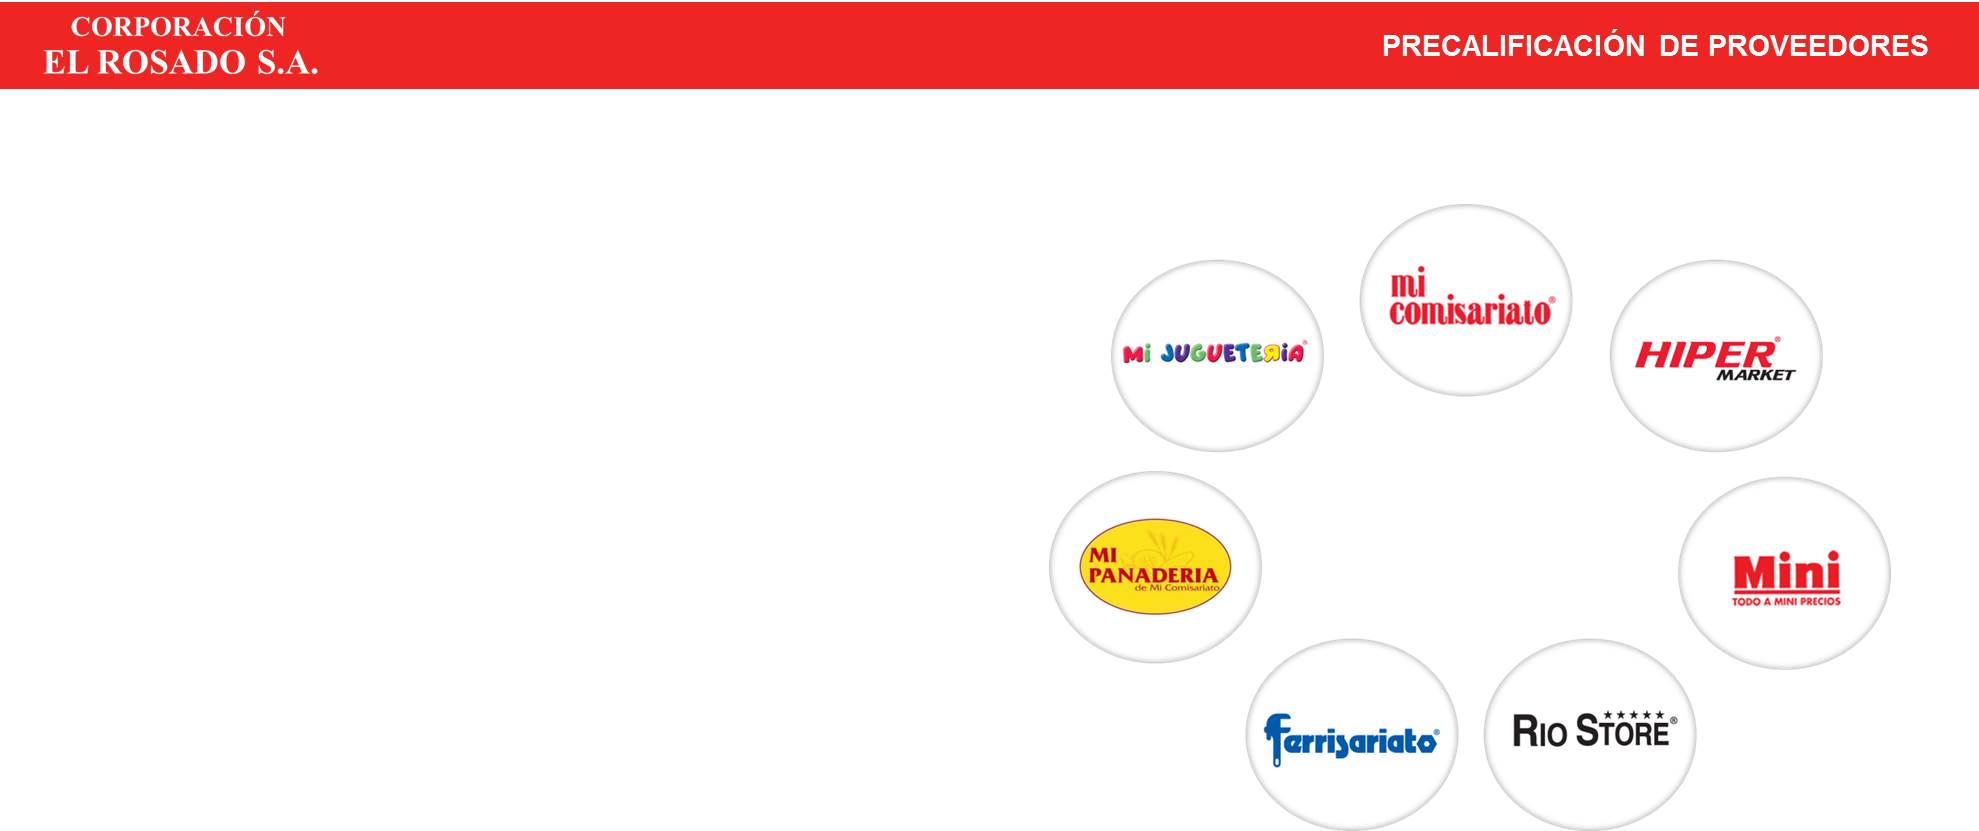 CORPORACIÓN
EL ROSADO S.A.
PRECALIFICACIÓN DE PROVEEDORES
mi
comisariato®
Mi JUGUETERiA®
HIPER®
MARKET
MI
PANADERIA
de Mi Comisariato
Mini
TODO A MINI PRECIOS
Ferrisariato®
RIO STORE®